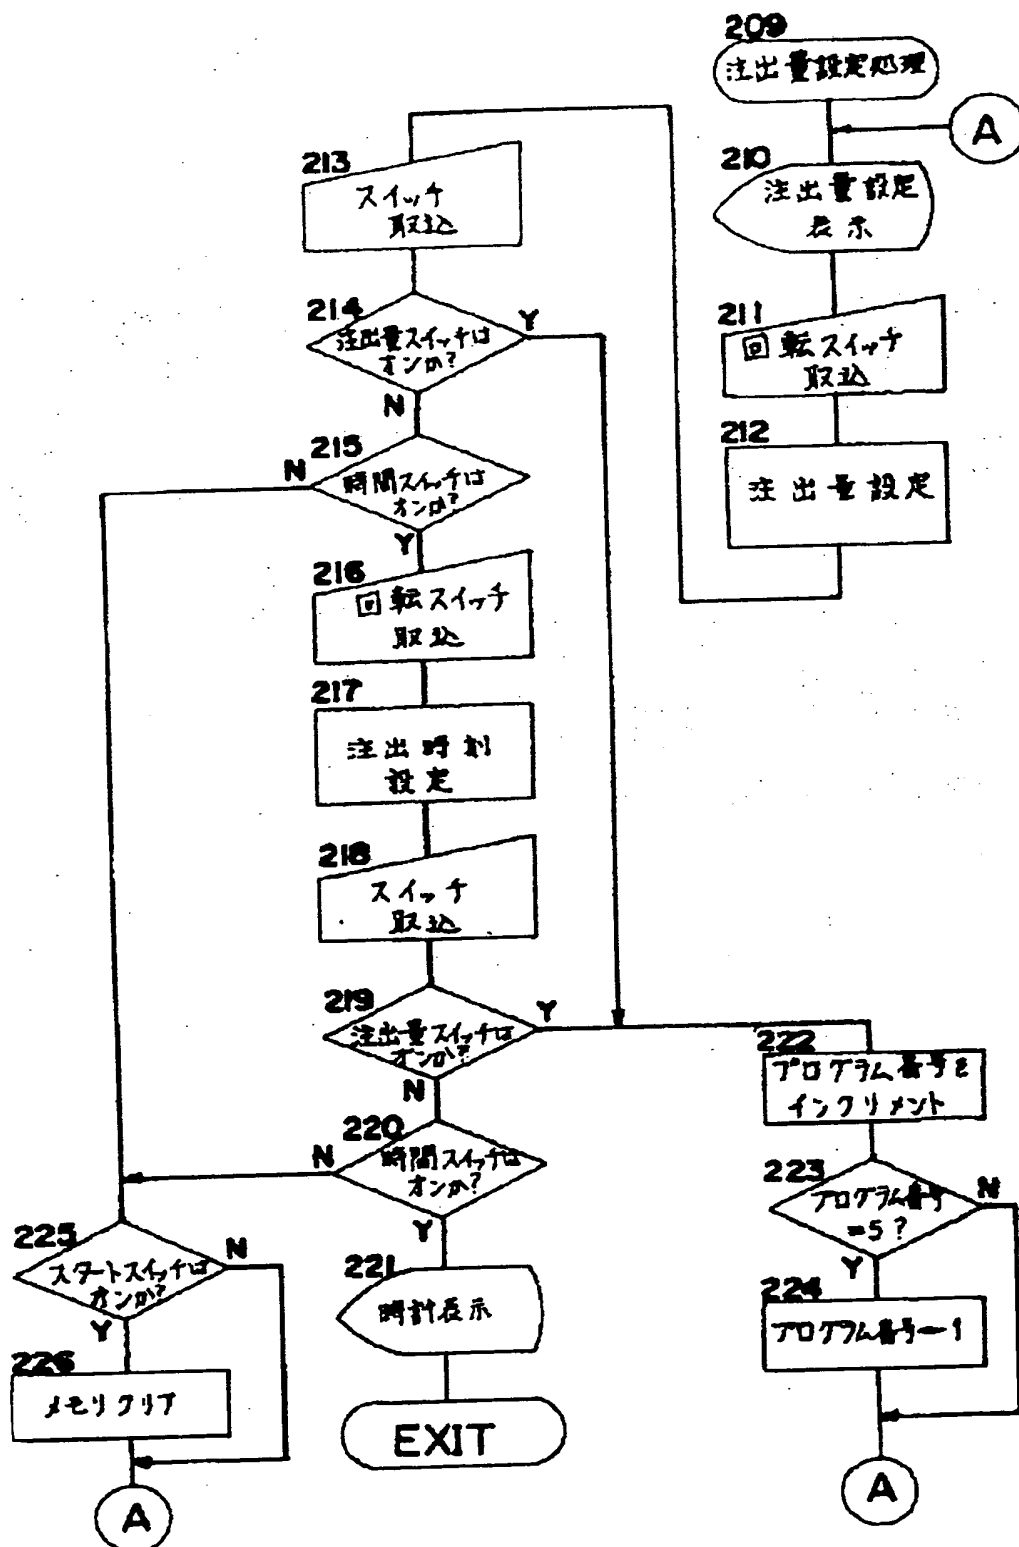 209
注出量設定処理
A
210
注出量設定
表示
211
回転スイッチ
取込
212
注出量設定
213
スイッチ
取込
214
注出量スイッチは
オンか?
Y
N
215
時間スイッチは
オンか?
N
Y
216
回転スイッチ
取込
217
注出時刻
設定
218
スイッチ
取込
219
注出量スイッチは
オンか?
Y
N
220
時間スイッチは
オンか?
N
Y
221
時計表示
EXIT
222
プログラム番号を
インクリメント
223
プログラム番号
=5?
N
Y
224
プログラム番号←1
A
225
スタートスイッチは
オンか?
N
Y
226
メモリクリア
A